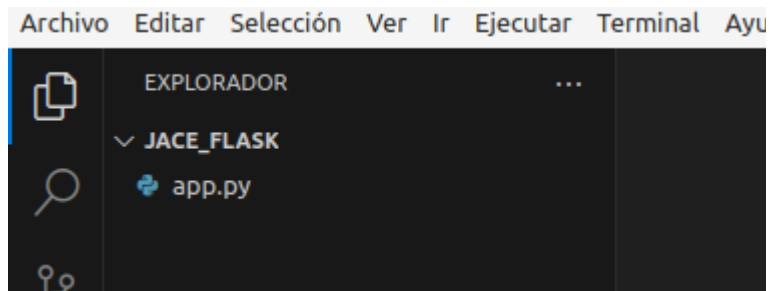 Archivo Editar Selección Ver Ir Ejecutar Terminal
EXPLORADOR
JACE_FLASK
app.py